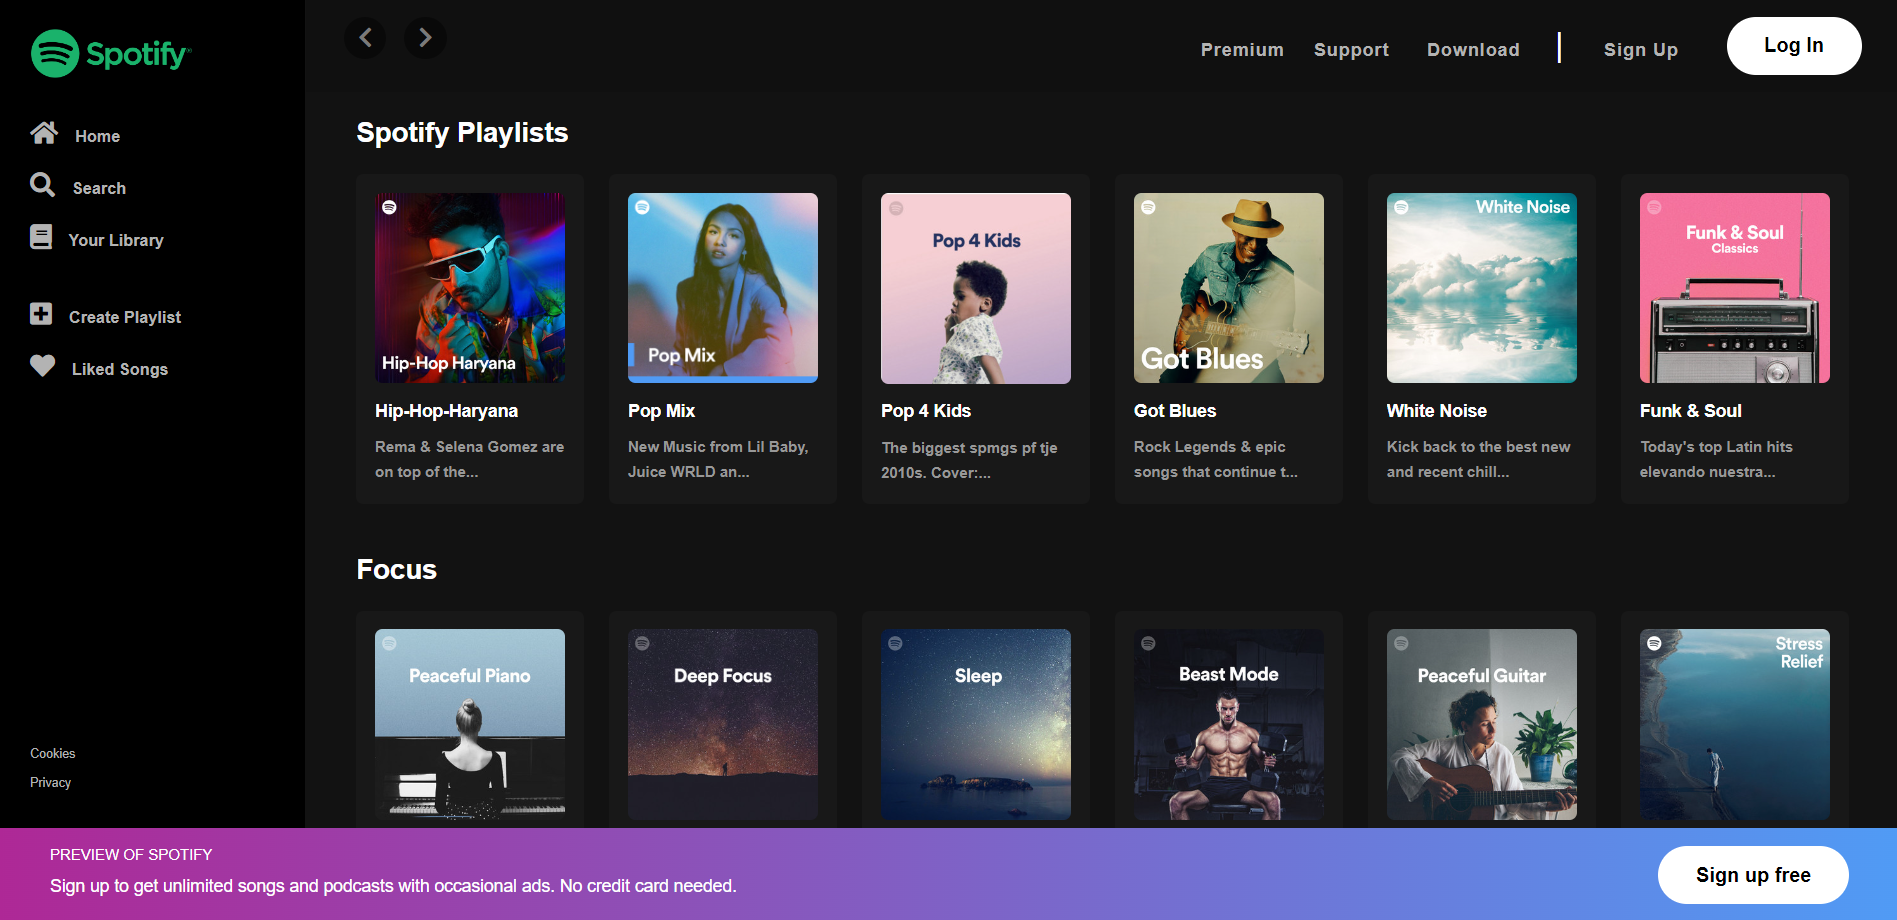 Spotify
Home
Search
Your Library
Create Playlist
Liked Songs
Cookies
Privacy
Premium
Support
Download
Sign Up
Log In
Spotify Playlists
Hip-Hop Haryana
Hip-Hop-Haryana
Rema & Selena Gomez are
on top of the...
Pop Mix
Pop Mix
New Music from Lil Baby,
Juice WRLD an...
Pop 4 Kids
Pop 4 Kids
The biggest spmgs pf tje
2010s. Cover:...
Got Blues
Got Blues
Rock Legends & epic
songs that continue t...
White Noise
White Noise
Kick back to the best new
and recent chill...
Funk & Soul
Classics
Funk & Soul
Today's top Latin hits
elevando nuestra...
Focus
Peaceful Piano
Deep Focus
Sleep
Beast Mode
Peaceful Guitar
Stress
Relief
PREVIEW OF SPOTIFY
Sign up to get unlimited songs and podcasts with occasional ads. No credit card needed.
Sign up free